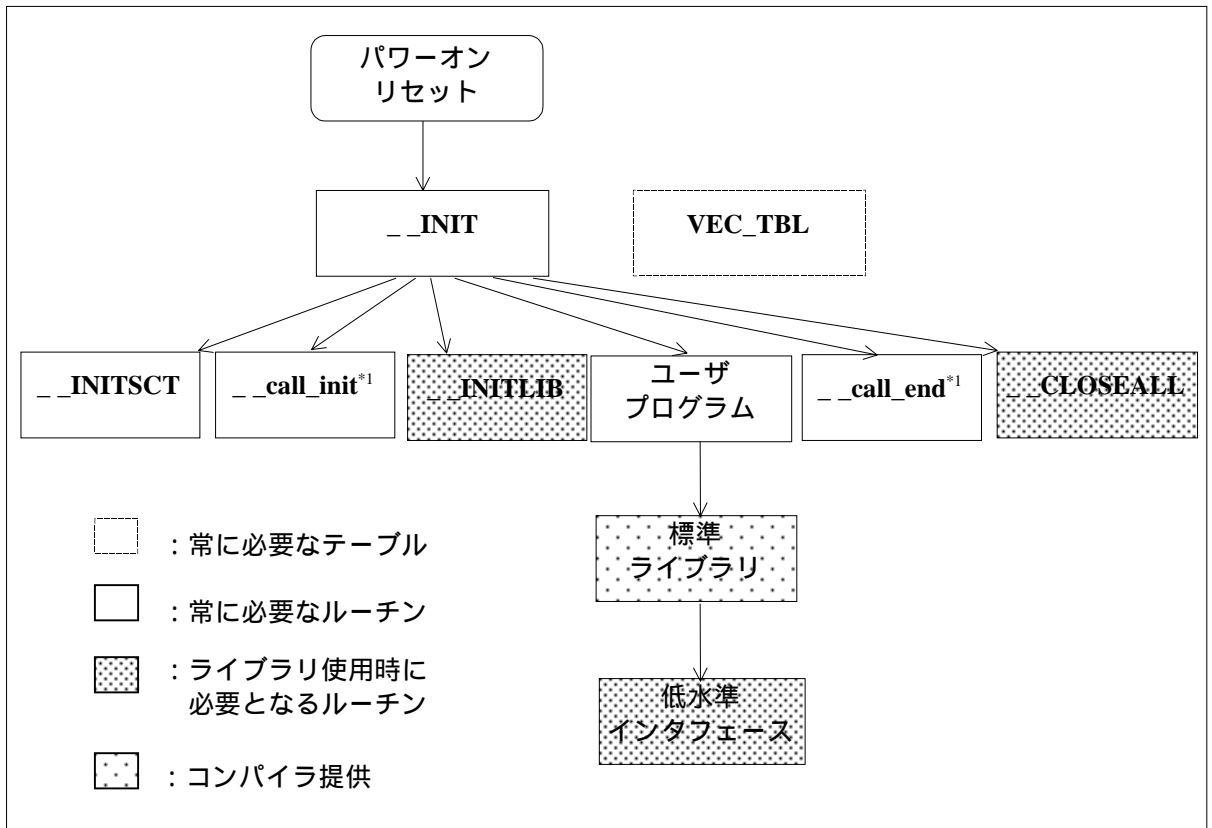 パワーオン
リセット
_ _INIT
VEC_TBL
_ _INITSCT
_ _call_init*1
_ _INITLIB
ユーザ
プログラム
_ _call_end*1
_ _CLOSEALL
標準
ライブラリ
低水準
インタフェース
：常に必要なテーブル
：常に必要なルーチン
：ライブラリ使用時に
必要となるルーチン
：コンパイラ提供